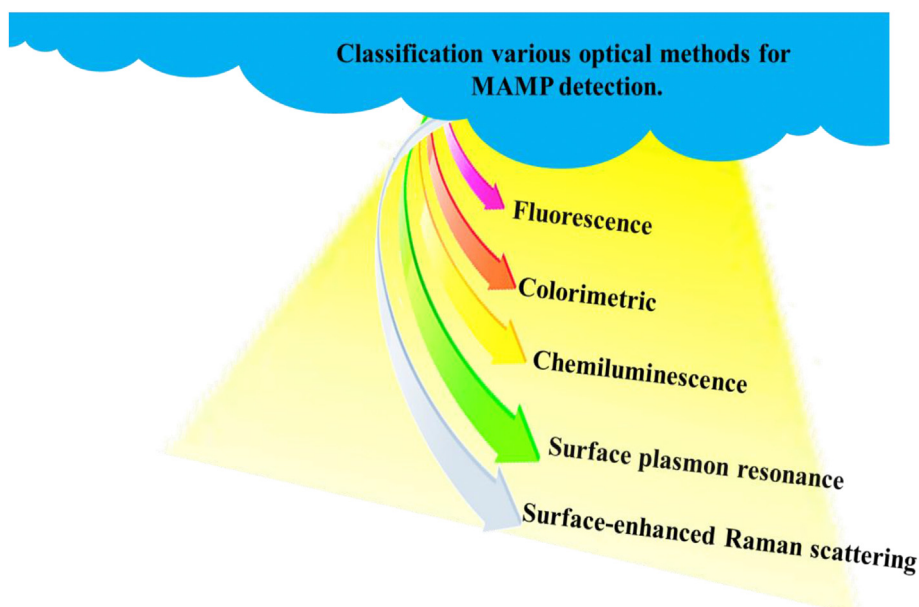 Classification various optical methods for
MAMP detection.
Fluorescence
Colorimetric
Chemiluminescence
Surface plasmon resonance
Surface-enhanced Raman scattering